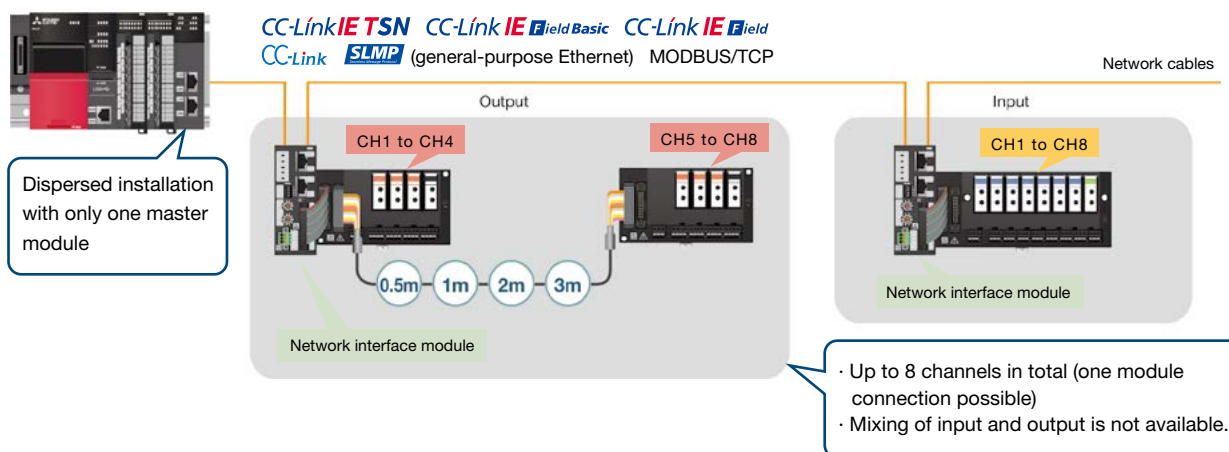 CC-Link IE TSN CC-Link IE Field Basic CC-Link IE Field
CC-Link SLMP (general-purpose Ethernet) MODBUS/TCP
Network cables
Output
Input
CH1 to CH4
CH5 to CH8
CH1 to CH8
Dispersed installation
with only one master
module
0.5m 1m 2m 3m
Network interface module
Network interface module
· Up to 8 channels in total (one module
connection possible)
· Mixing of input and output is not available.